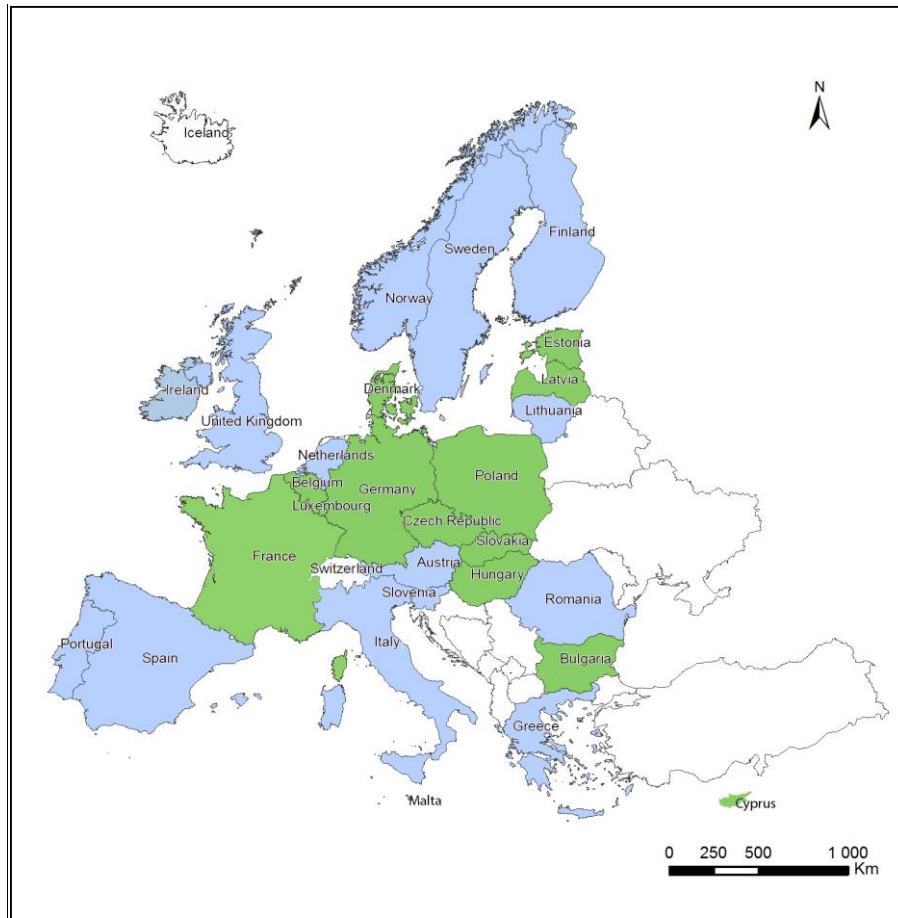 N
Iceland
Finland
Sweden
Norway
Estonia
Latvia
Denmark
Ireland
Lithuania
United Kingdom
Netherlands
Belgium
Germany
Poland
Luxembourg
Czech Republic
Slovakia
France
Austria
Switzerland
Hungary
Slovenia
Romania
Portugal
Italy
Spain
Bulgaria
Greece
Malta
Cyprus
0 250 500 1 000
Km